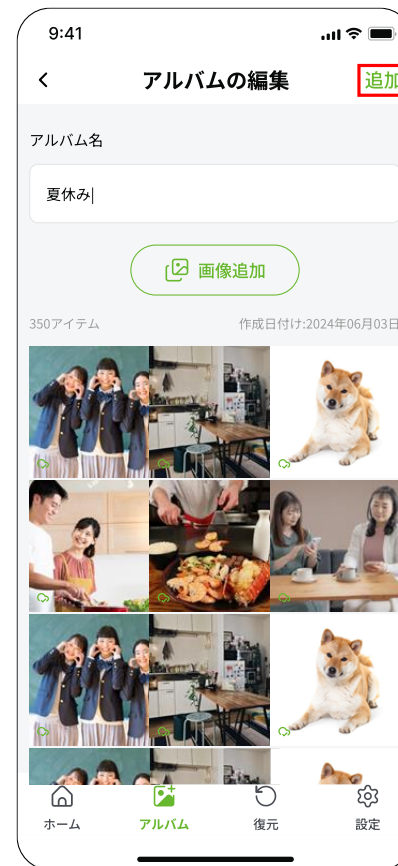 9:41
アルバムの編集
追加
アルバム名
夏休み
画像追加
350アイテム
作成日付け:2024年06月03日
ホーム
アルバム
復元
設定